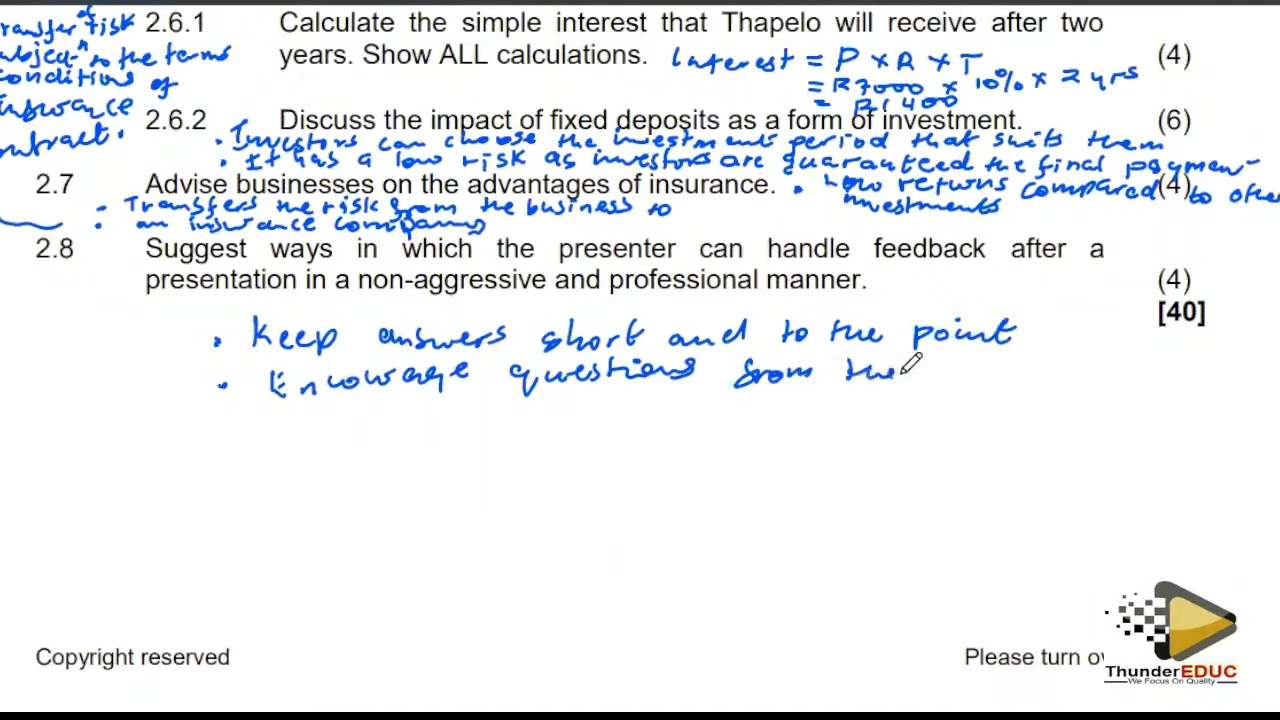 transfer of risk
subject to the terms
conditions of
insurance
contract.
2.6.1 Calculate the simple interest that Thapelo will receive after two
years. Show ALL calculations. (4)
Interest = P × R × T
= R7000 × 10% × 2 yrs
= R1 400
2.6.2 Discuss the impact of fixed deposits as a form of investment. (6)
• Investors can choose the investment period that suits them
• It has a low risk as investors are guaranteed the final payment
• Low returns compared to other
investments
2.7 Advise businesses on the advantages of insurance. (4)
• Transfers the risk from the business to
• an insurance company
2.8 Suggest ways in which the presenter can handle feedback after a
presentation in a non-aggressive and professional manner. (4)
[40]
• Keep answers short and to the point
• Encourage questions from the
Copyright reserved
Please turn ov
ThunderEDUC
We Focus On Quality